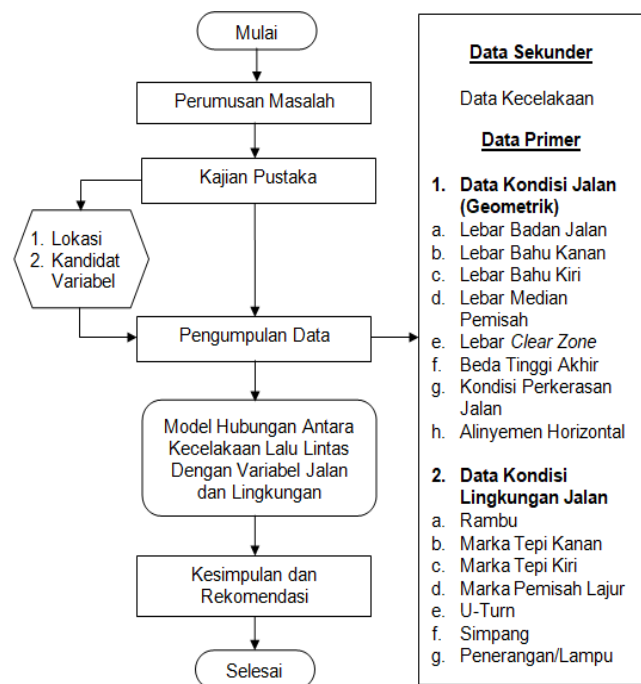 Mulai
Perumusan Masalah
Kajian Pustaka
1. Lokasi
2. Kandidat
Variabel
Pengumpulan Data
Model Hubungan Antara
Kecelakaan Lalu Lintas
Dengan Variabel Jalan
dan Lingkungan
Kesimpulan dan
Rekomendasi
Selesai
Data Sekunder
Data Kecelakaan
Data Primer
1. Data Kondisi Jalan
(Geometrik)
a. Lebar Badan Jalan
b. Lebar Bahu Kanan
c. Lebar Bahu Kiri
d. Lebar Median
Pemisah
e. Lebar Clear Zone
f. Beda Tinggi Akhir
g. Kondisi Perkerasan
Jalan
h. Alinyemen Horizontal
2. Data Kondisi
Lingkungan Jalan
a. Rambu
b. Marka Tepi Kanan
c. Marka Tepi Kiri
d. Marka Pemisah Lajur
e. U-Turn
f. Simpang
g. Penerangan/Lampu